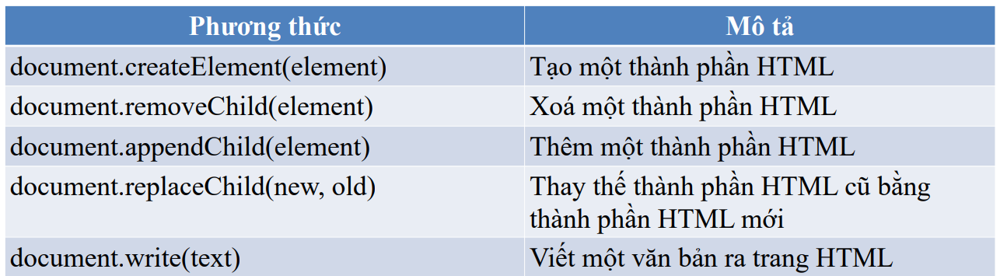 Phương thức
Mô tả
document.createElement(element)
Tạo một thành phần HTML
document.removeChild(element)
Xoá một thành phần HTML
document.appendChild(element)
Thêm một thành phần HTML
document.replaceChild(new, old)
Thay thế thành phần HTML cũ bằng
thành phần HTML mới
document.write(text)
Viết một văn bản ra trang HTML